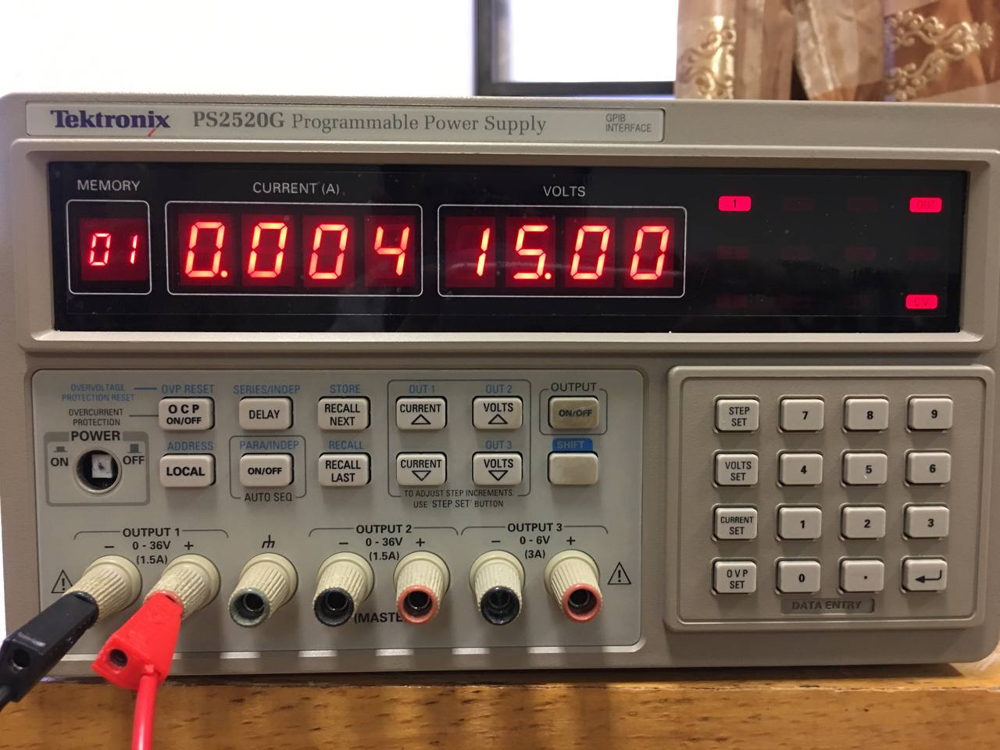 Tektronix PS2520G Programmable Power Supply
GPIB
INTERFACE
MEMORY
CURRENT (A)
VOLTS
01
0.004
15.00
1
OUT
C.V.
OVERVOLTAGE
PROTECTION RESET
OVP RESET
SERIES/INDEP
STORE
OUT 1
OUT 2
OUTPUT
OVERCURRENT
PROTECTION
OCP
ON/OFF
DELAY
RECALL
NEXT
CURRENT
VOLTS
ON/OFF
POWER
ON
OFF
ADDRESS
PARA/INDEP
RECALL
OUT 3
SHIFT
LOCAL
ON/OFF
RECALL
LAST
CURRENT
VOLTS
AUTO SEQ
TO ADJUST STEP INCREMENTS.
USE 'STEP SET' BUTTON
OUTPUT 1
− 0 - 36V +
(1.5A)
OUTPUT 2
− 0 - 36V +
(1.5A)
OUTPUT 3
− 0 - 6V +
(3A)
(MASTE
STEP
SET
7
8
9
VOLTS
SET
4
5
6
CURRENT
SET
1
2
3
OVP
SET
0
.
DATA ENTRY